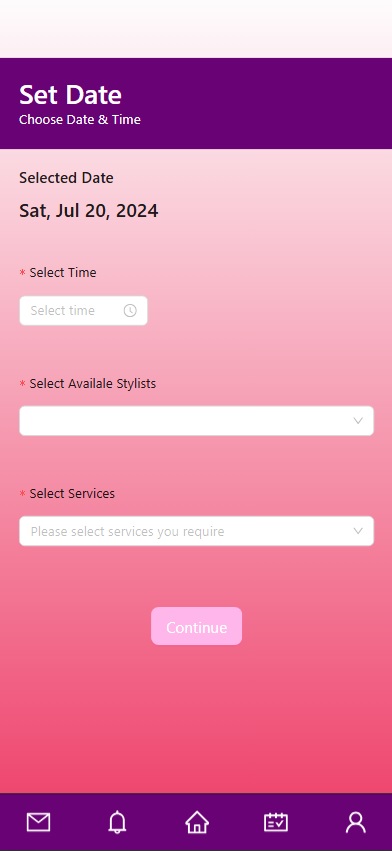 Set Date
Choose Date & Time
Selected Date
Sat, Jul 20, 2024
* Select Time
Select time
* Select Availale Stylists
* Select Services
Please select services you require
Continue